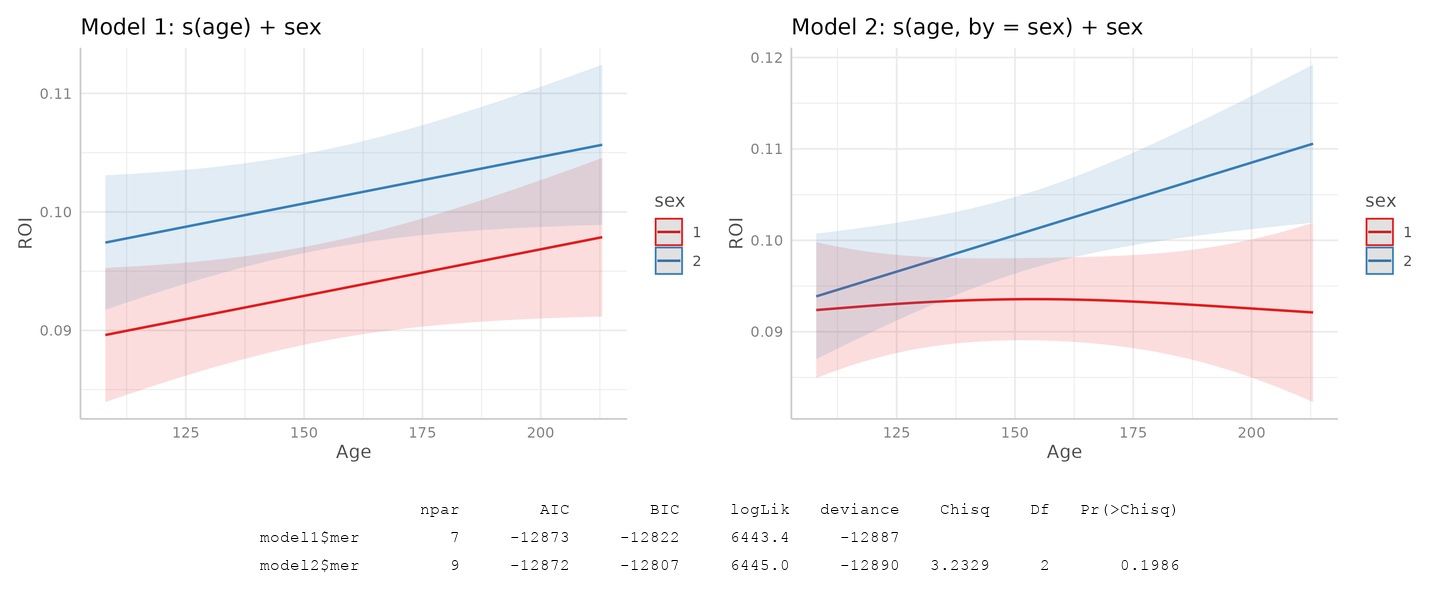 Model 1: s(age) + sex
0.11
0.10
0.09
ROI
125 150 175 200
Age
sex
1
2
Model 2: s(age, by = sex) + sex
0.12
0.11
0.10
0.09
ROI
125 150 175 200
Age
sex
1
2
npar AIC BIC logLik deviance Chisq Df Pr(>Chisq)
model1$mer 7 -12873 -12822 6443.4 -12887
model2$mer 9 -12872 -12807 6445.0 -12890 3.2329 2 0.1986